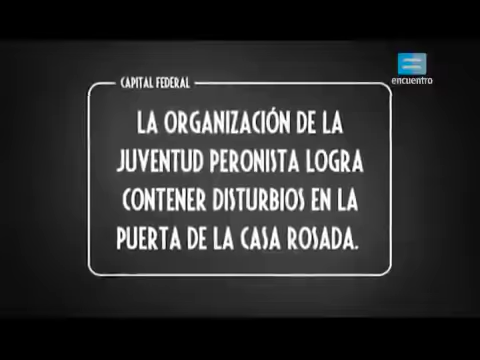 encuentro
CAPITAL FEDERAL
LA ORGANIZACIÓN DE LA
JUVENTUD PERONISTA LOGRA
CONTENER DISTURBIOS EN LA
PUERTA DE LA CASA ROSADA.